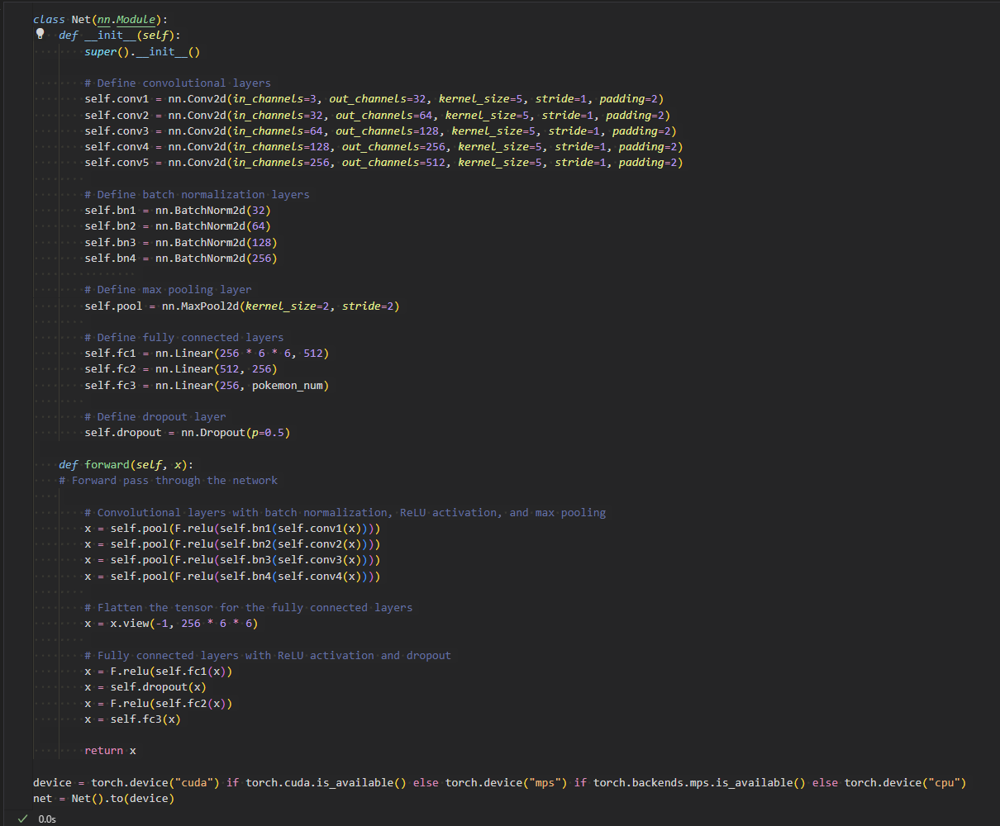 class Net(nn.Module):
    def __init__(self):
        super().__init__()

        # Define convolutional layers
        self.conv1 = nn.Conv2d(in_channels=3, out_channels=32, kernel_size=5, stride=1, padding=2)
        self.conv2 = nn.Conv2d(in_channels=32, out_channels=64, kernel_size=5, stride=1, padding=2)
        self.conv3 = nn.Conv2d(in_channels=64, out_channels=128, kernel_size=5, stride=1, padding=2)
        self.conv4 = nn.Conv2d(in_channels=128, out_channels=256, kernel_size=5, stride=1, padding=2)
        self.conv5 = nn.Conv2d(in_channels=256, out_channels=512, kernel_size=5, stride=1, padding=2)

        # Define batch normalization layers
        self.bn1 = nn.BatchNorm2d(32)
        self.bn2 = nn.BatchNorm2d(64)
        self.bn3 = nn.BatchNorm2d(128)
        self.bn4 = nn.BatchNorm2d(256)

        # Define max pooling layer
        self.pool = nn.MaxPool2d(kernel_size=2, stride=2)

        # Define fully connected layers
        self.fc1 = nn.Linear(256 * 6 * 6, 512)
        self.fc2 = nn.Linear(512, 256)
        self.fc3 = nn.Linear(256, pokemon_num)

        # Define dropout layer
        self.dropout = nn.Dropout(p=0.5)

    def forward(self, x):
    # Forward pass through the network

        # Convolutional layers with batch normalization, ReLU activation, and max pooling
        x = self.pool(F.relu(self.bn1(self.conv1(x))))
        x = self.pool(F.relu(self.bn2(self.conv2(x))))
        x = self.pool(F.relu(self.bn3(self.conv3(x))))
        x = self.pool(F.relu(self.bn4(self.conv4(x))))

        # Flatten the tensor for the fully connected layers
        x = x.view(-1, 256 * 6 * 6)

        # Fully connected layers with ReLU activation and dropout
        x = F.relu(self.fc1(x))
        x = self.dropout(x)
        x = F.relu(self.fc2(x))
        x = self.fc3(x)

        return x

device = torch.device("cuda") if torch.cuda.is_available() else torch.device("mps") if torch.backends.mps.is_available() else torch.device("cpu")
net = Net().to(device)
0.0s